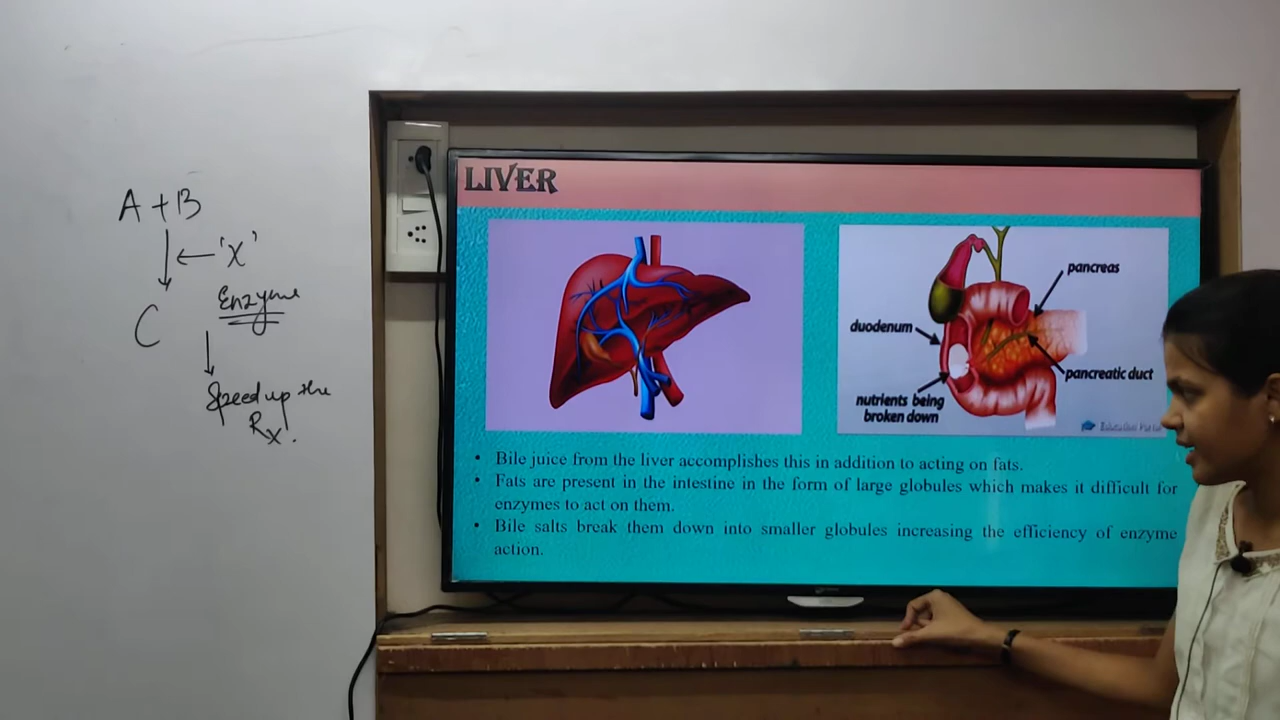 A + B
← 'X'
C
Enzyme
Speed up the
Rx.
LIVER
pancreas
duodenum
pancreatic duct
nutrients being
broken down
• Bile juice from the liver accomplishes this in addition to acting on fats.
• Fats are present in the intestine in the form of large globules which makes it difficult for
enzymes to act on them.
• Bile salts break them down into smaller globules increasing the efficiency of enzyme
action.